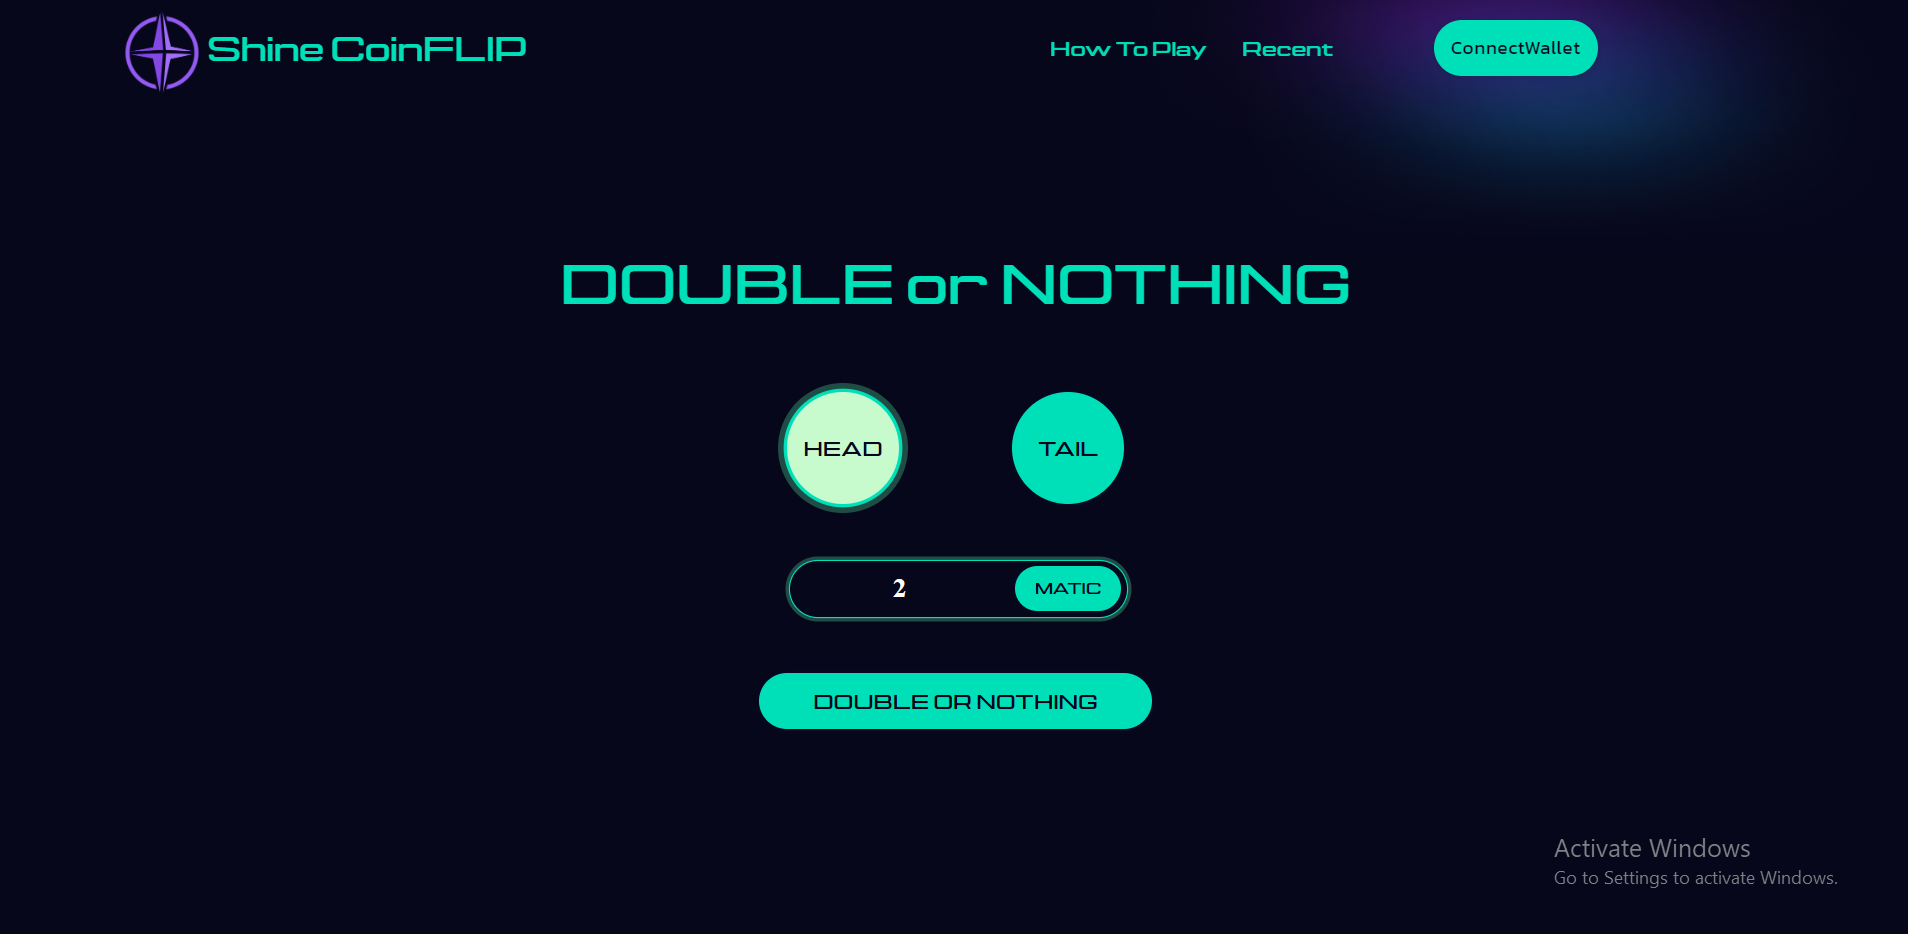 Shine CoinFLIP
How To Play
Recent
ConnectWallet
DOUBLE or NOTHING
HEAD
TAIL
2
MATIC
DOUBLE OR NOTHING
Activate Windows
Go to Settings to activate Windows.